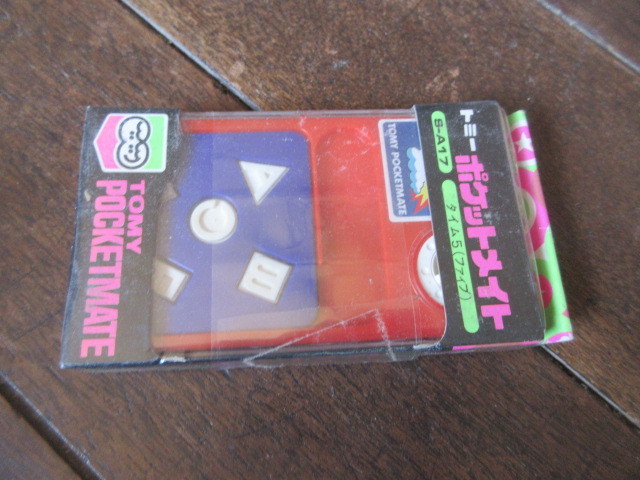 TOMY
POCKETMATE
TOMY POCKETMATE
S-A17
トミー ポケットメイト
タイム5(ファイブ)